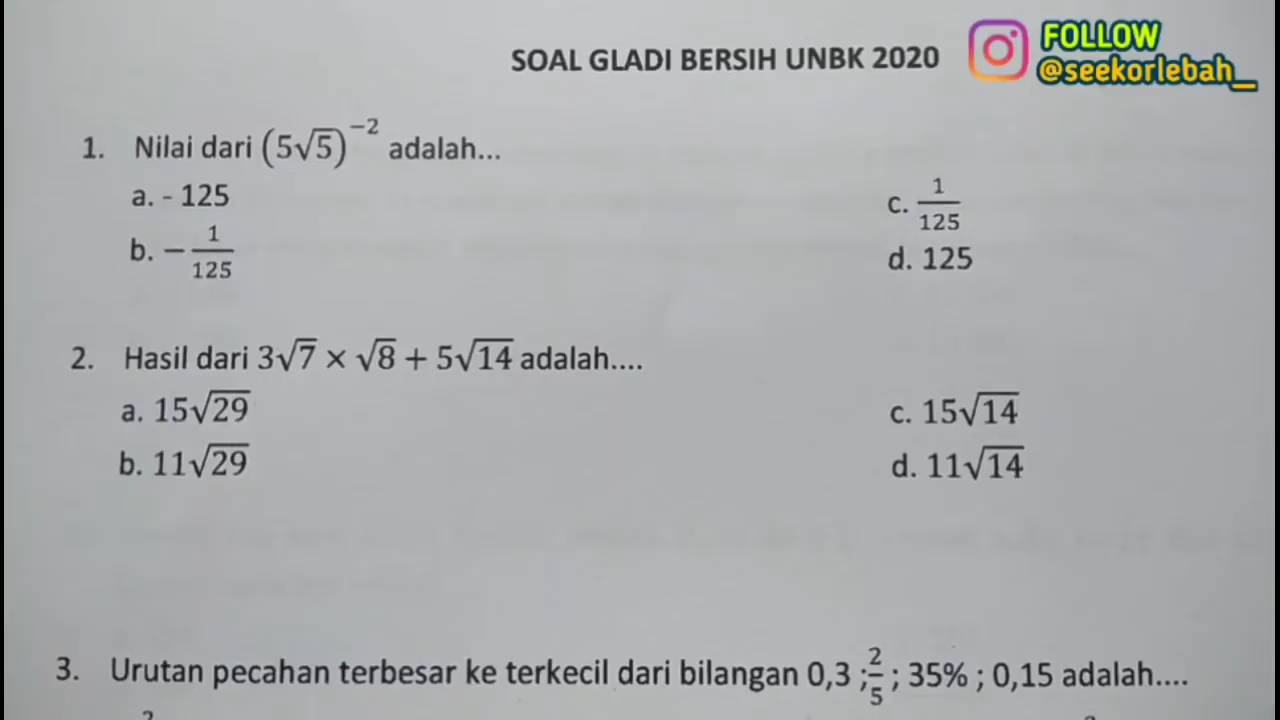 SOAL GLADI BERSIH UNBK 2020
FOLLOW
@seekorlebah_
1. Nilai dari (5√5)⁻² adalah...
a. - 125
c. 1/125
b. − 1/125
d. 125
2. Hasil dari 3√7 × √8 + 5√14 adalah....
a. 15√29
c. 15√14
b. 11√29
d. 11√14
3. Urutan pecahan terbesar ke terkecil dari bilangan 0,3 ; 2/5 ; 35% ; 0,15 adalah....